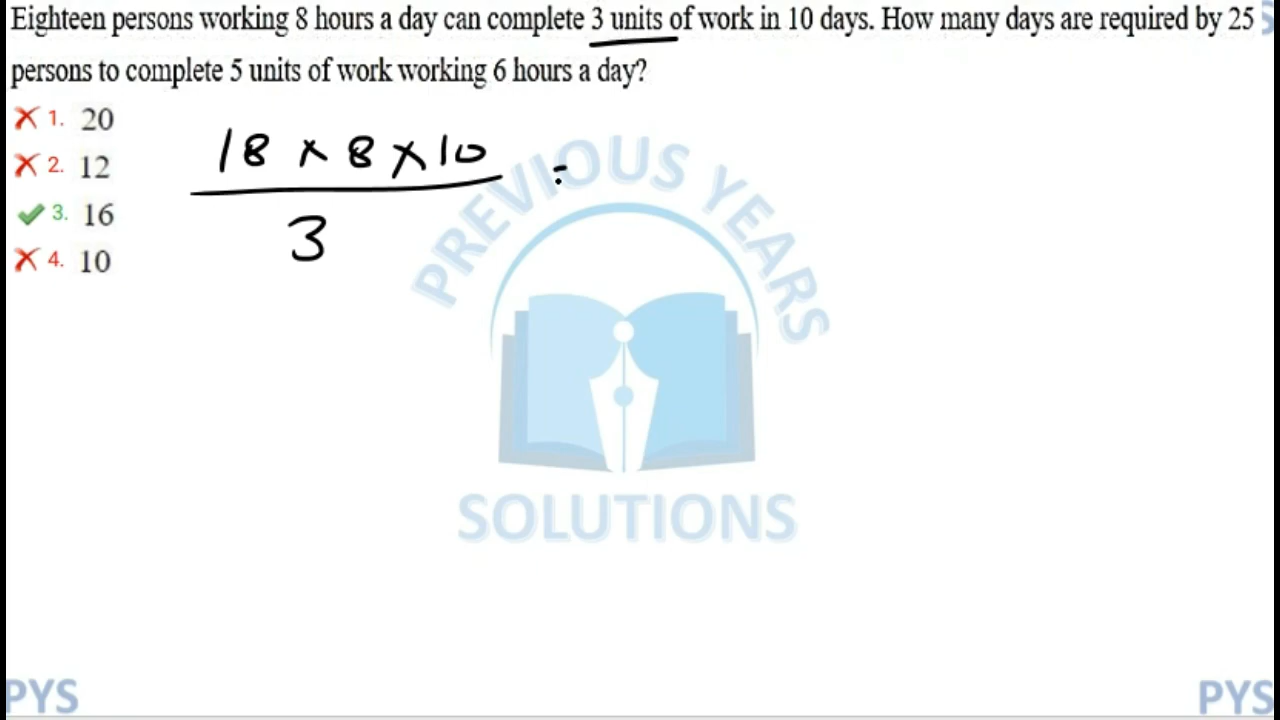 Eighteen persons working 8 hours a day can complete 3 units of work in 10 days. How many days are required by 25
persons to complete 5 units of work working 6 hours a day?
1. 20
2. 12
3. 16
4. 10
18 × 8 × 10 =
3
PREVIOUS YEARS
SOLUTIONS
PYS
PYS